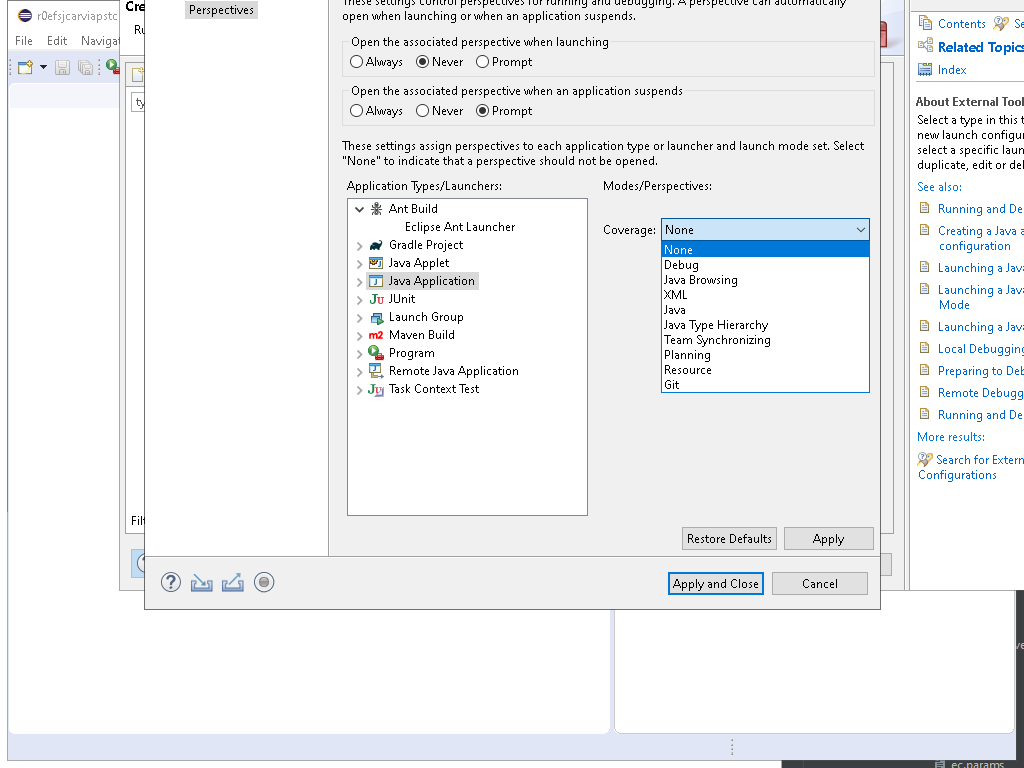 r0efsjcarviapstc
File Edit Navigat
Cre
Ru
ty
Filt
Perspectives
These settings control perspectives for running and debugging. A perspective can automatically
open when launching or when an application suspends.
Open the associated perspective when launching
Always Never Prompt
Open the associated perspective when an application suspends
Always Never Prompt
These settings assign perspectives to each application type or launcher and launch mode set. Select
"None" to indicate that a perspective should not be opened.
Application Types/Launchers:
Ant Build
Eclipse Ant Launcher
Gradle Project
Java Applet
Java Application
JUnit
Launch Group
Maven Build
Program
Remote Java Application
Task Context Test
Modes/Perspectives:
Coverage: None
None
Debug
Java Browsing
XML
Java
Java Type Hierarchy
Team Synchronizing
Planning
Resource
Git
Restore Defaults Apply
Apply and Close Cancel
Contents Se
Related Topics
Index
About External Tool
Select a type in this t
new launch configur
select a specific laun
duplicate, edit or del
See also:
Running and De
Creating a Java a
configuration
Launching a Java
Launching a Java
Mode
Launching a Java
Local Debugging
Preparing to Deb
Remote Debugg
Running and De
More results:
Search for Extern
Configurations
ec.params